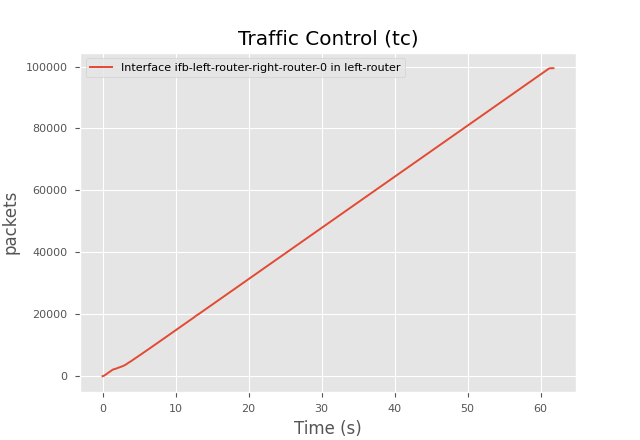 Traffic Control (tc)
Interface ifb-left-router-right-router-0 in left-router
100000
80000
60000
40000
20000
0
packets
0 10 20 30 40 50 60
Time (s)